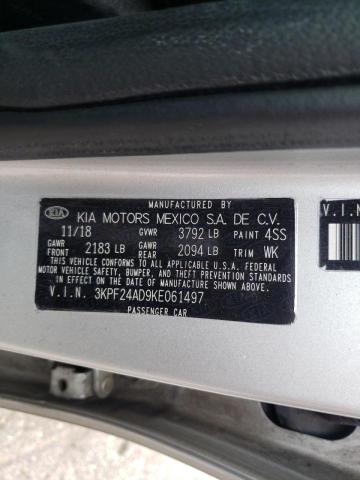 MANUFACTURED BY
KIA KIA MOTORS MEXICO S.A. DE C.V.
11/18 GVWR 3792 LB PAINT 4SS
GAWR FRONT 2183 LB GAWR REAR 2094 LB TRIM WK
THIS VEHICLE CONFORMS TO ALL APPLICABLE U.S.A. FEDERAL
MOTOR VEHICLE SAFETY, BUMPER, AND THEFT PREVENTION STANDARDS
IN EFFECT ON THE DATE OF MANUFACTURE SHOWN ABOVE.
V.I.N. 3KPF24AD9KE061497
PASSENGER CAR
V.I.N